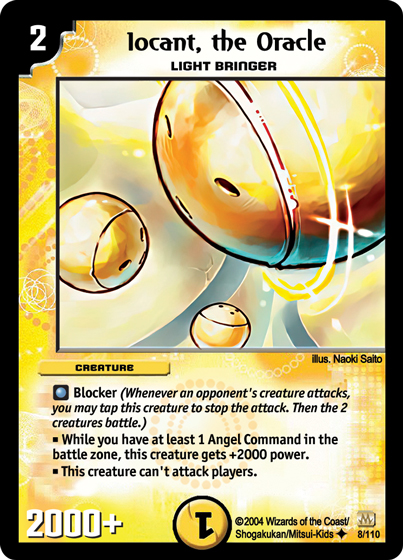 2
Iocant, the Oracle
LIGHT BRINGER
illus. Naoki Saito
CREATURE
Blocker (Whenever an opponent's creature attacks,
you may tap this creature to stop the attack. Then the 2
creatures battle.)
■ While you have at least 1 Angel Command in the
battle zone, this creature gets +2000 power.
■ This creature can't attack players.
2000+
1
©2004 Wizards of the Coast/
Shogakukan/Mitsui-Kids ✦ 8/110